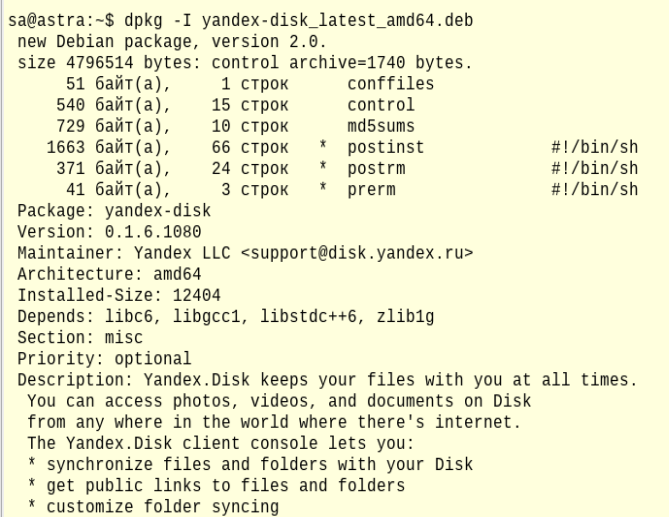 sa@astra:~$ dpkg -I yandex-disk_latest_amd64.deb
new Debian package, version 2.0.
size 4796514 bytes: control archive=1740 bytes.
51 байт(а), 1 строк conffiles
540 байт(а), 15 строк control
729 байт(а), 10 строк md5sums
1663 байт(а), 66 строк * postinst #!/bin/sh
371 байт(а), 24 строк * postrm #!/bin/sh
41 байт(а), 3 строк * prerm #!/bin/sh
Package: yandex-disk
Version: 0.1.6.1080
Maintainer: Yandex LLC <support@disk.yandex.ru>
Architecture: amd64
Installed-Size: 12404
Depends: libc6, libgcc1, libstdc++6, zlib1g
Section: misc
Priority: optional
Description: Yandex.Disk keeps your files with you at all times.
You can access photos, videos, and documents on Disk
from any where in the world where there's internet.
The Yandex.Disk client console lets you:
* synchronize files and folders with your Disk
* get public links to files and folders
* customize folder syncing